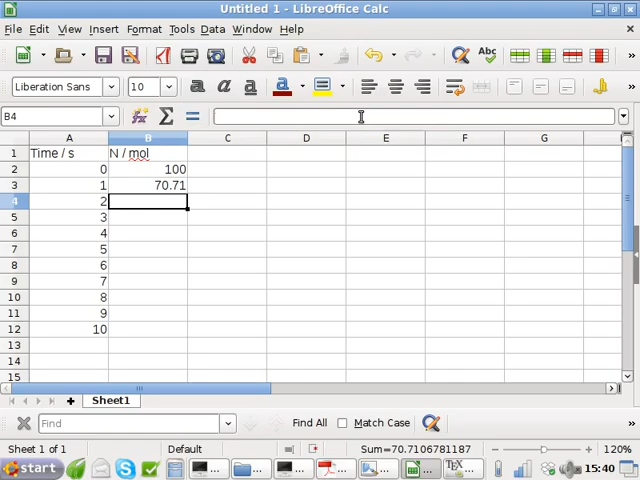 Untitled 1 - LibreOffice Calc
File Edit View Insert Format Tools Data Window Help
Liberation Sans 10 a a a a
B4
A B C D E F G
1 Time / s N / mol
2 0 100
3 1 70.71
4 2
5 3
6 4
7 5
8 6
9 7
10 8
11 9
12 10
13
14
15
Sheet1
Find Find All Match Case
Sheet 1 of 1 Default Sum=70.7106781187 120%
start 15:40